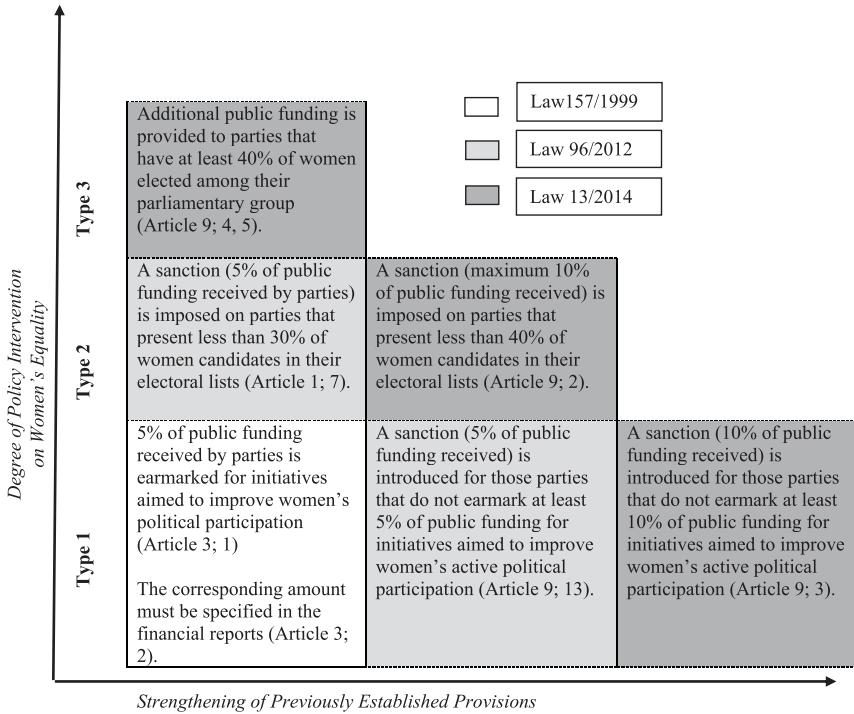 Law157/1999
Law 96/2012
Law 13/2014
Degree of Policy Intervention
on Women's Equality
Type 3
Additional public funding is
provided to parties that
have at least 40% of women
elected among their
parliamentary group
(Article 9; 4, 5).
Type 2
A sanction (5% of public
funding received by parties)
is imposed on parties that
present less than 30% of
women candidates in their
electoral lists (Article 1; 7).
A sanction (maximum 10%
of public funding received) is
imposed on parties that
present less than 40% of
women candidates in their
electoral lists (Article 9; 2).
Type 1
5% of public funding
received by parties is
earmarked for initiatives
aimed to improve women's
political participation
(Article 3; 1)
The corresponding amount
must be specified in the
financial reports (Article 3;
2).
A sanction (5% of public
funding received) is
introduced for those parties
that do not earmark at least
5% of public funding for
initiatives aimed to improve
women's active political
participation (Article 9; 13).
A sanction (10% of public
funding received) is
introduced for those parties
that do not earmark at least
10% of public funding for
initiatives aimed to improve
women's active political
participation (Article 9; 3).
Strengthening of Previously Established Provisions